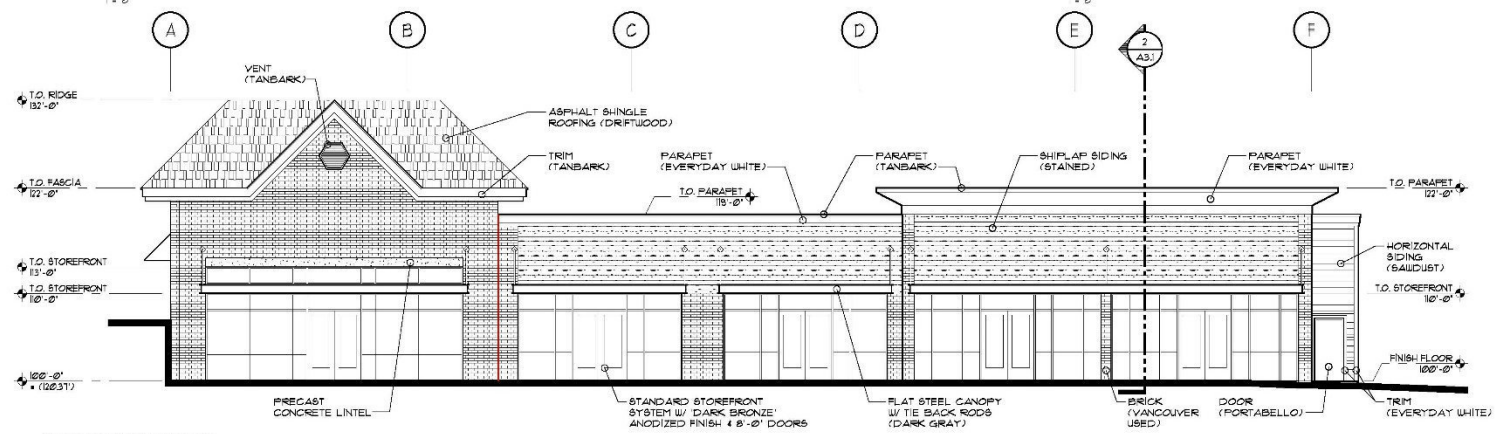 A B C D E F
2
A3.1
VENT
(TANBARK)
T.O. RIDGE
132'-0"
ASPHALT SHINGLE
ROOFING (DRIFTWOOD)
TRIM
(TANBARK)
PARAPET
(EVERYDAY WHITE)
PARAPET
(TANBARK)
SHIPLAP SIDING
(STAINED)
PARAPET
(EVERYDAY WHITE)
T.O. FASCIA
122'-0"
T.O. PARAPET
119'-0"
T.O. PARAPET
122'-0"
HORIZONTAL
SIDING
(SAWDUST)
T.O. STOREFRONT
113'-0"
T.O. STOREFRONT
110'-0"
T.O. STOREFRONT
110'-0"
FINISH FLOOR
100'-0"
100'-0"
= (120.37')
PRECAST
CONCRETE LINTEL
STANDARD STOREFRONT
SYSTEM W/ 'DARK BRONZE'
ANODIZED FINISH & 8'-0" DOORS
FLAT STEEL CANOPY
W/ TIE BACK RODS
(DARK GRAY)
BRICK
(VANCOUVER
USED)
DOOR
(PORTABELLO)
TRIM
(EVERYDAY WHITE)